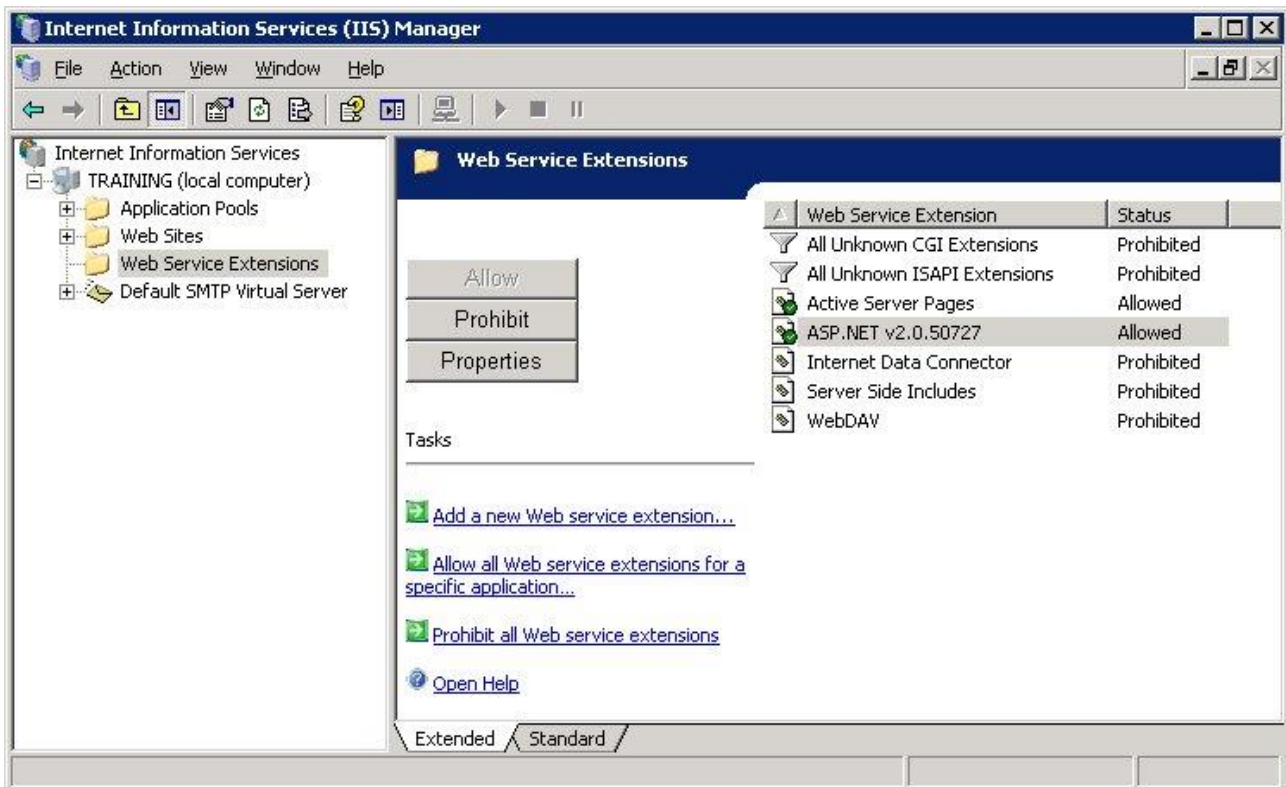 Internet Information Services (IIS) Manager
File Action View Window Help
Internet Information Services
TRAINING (local computer)
Application Pools
Web Sites
Web Service Extensions
Default SMTP Virtual Server
Web Service Extensions
Allow
Prohibit
Properties
Tasks
Add a new Web service extension...
Allow all Web service extensions for a
specific application...
Prohibit all Web service extensions
Open Help
Web Service Extension Status
All Unknown CGI Extensions Prohibited
All Unknown ISAPI Extensions Prohibited
Active Server Pages Allowed
ASP.NET v2.0.50727 Allowed
Internet Data Connector Prohibited
Server Side Includes Prohibited
WebDAV Prohibited
Extended Standard